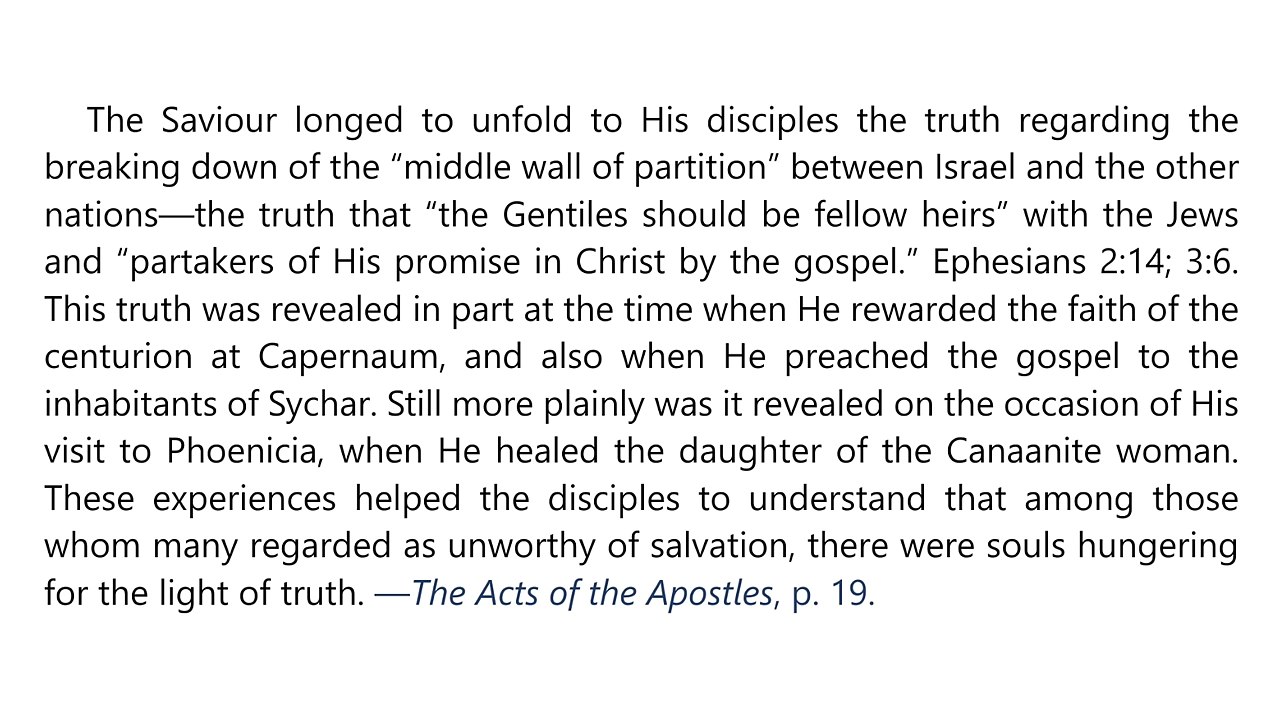 The Saviour longed to unfold to His disciples the truth regarding the
breaking down of the “middle wall of partition” between Israel and the other
nations—the truth that “the Gentiles should be fellow heirs” with the Jews
and “partakers of His promise in Christ by the gospel.” Ephesians 2:14; 3:6.
This truth was revealed in part at the time when He rewarded the faith of the
centurion at Capernaum, and also when He preached the gospel to the
inhabitants of Sychar. Still more plainly was it revealed on the occasion of His
visit to Phoenicia, when He healed the daughter of the Canaanite woman.
These experiences helped the disciples to understand that among those
whom many regarded as unworthy of salvation, there were souls hungering
for the light of truth. —The Acts of the Apostles, p. 19.